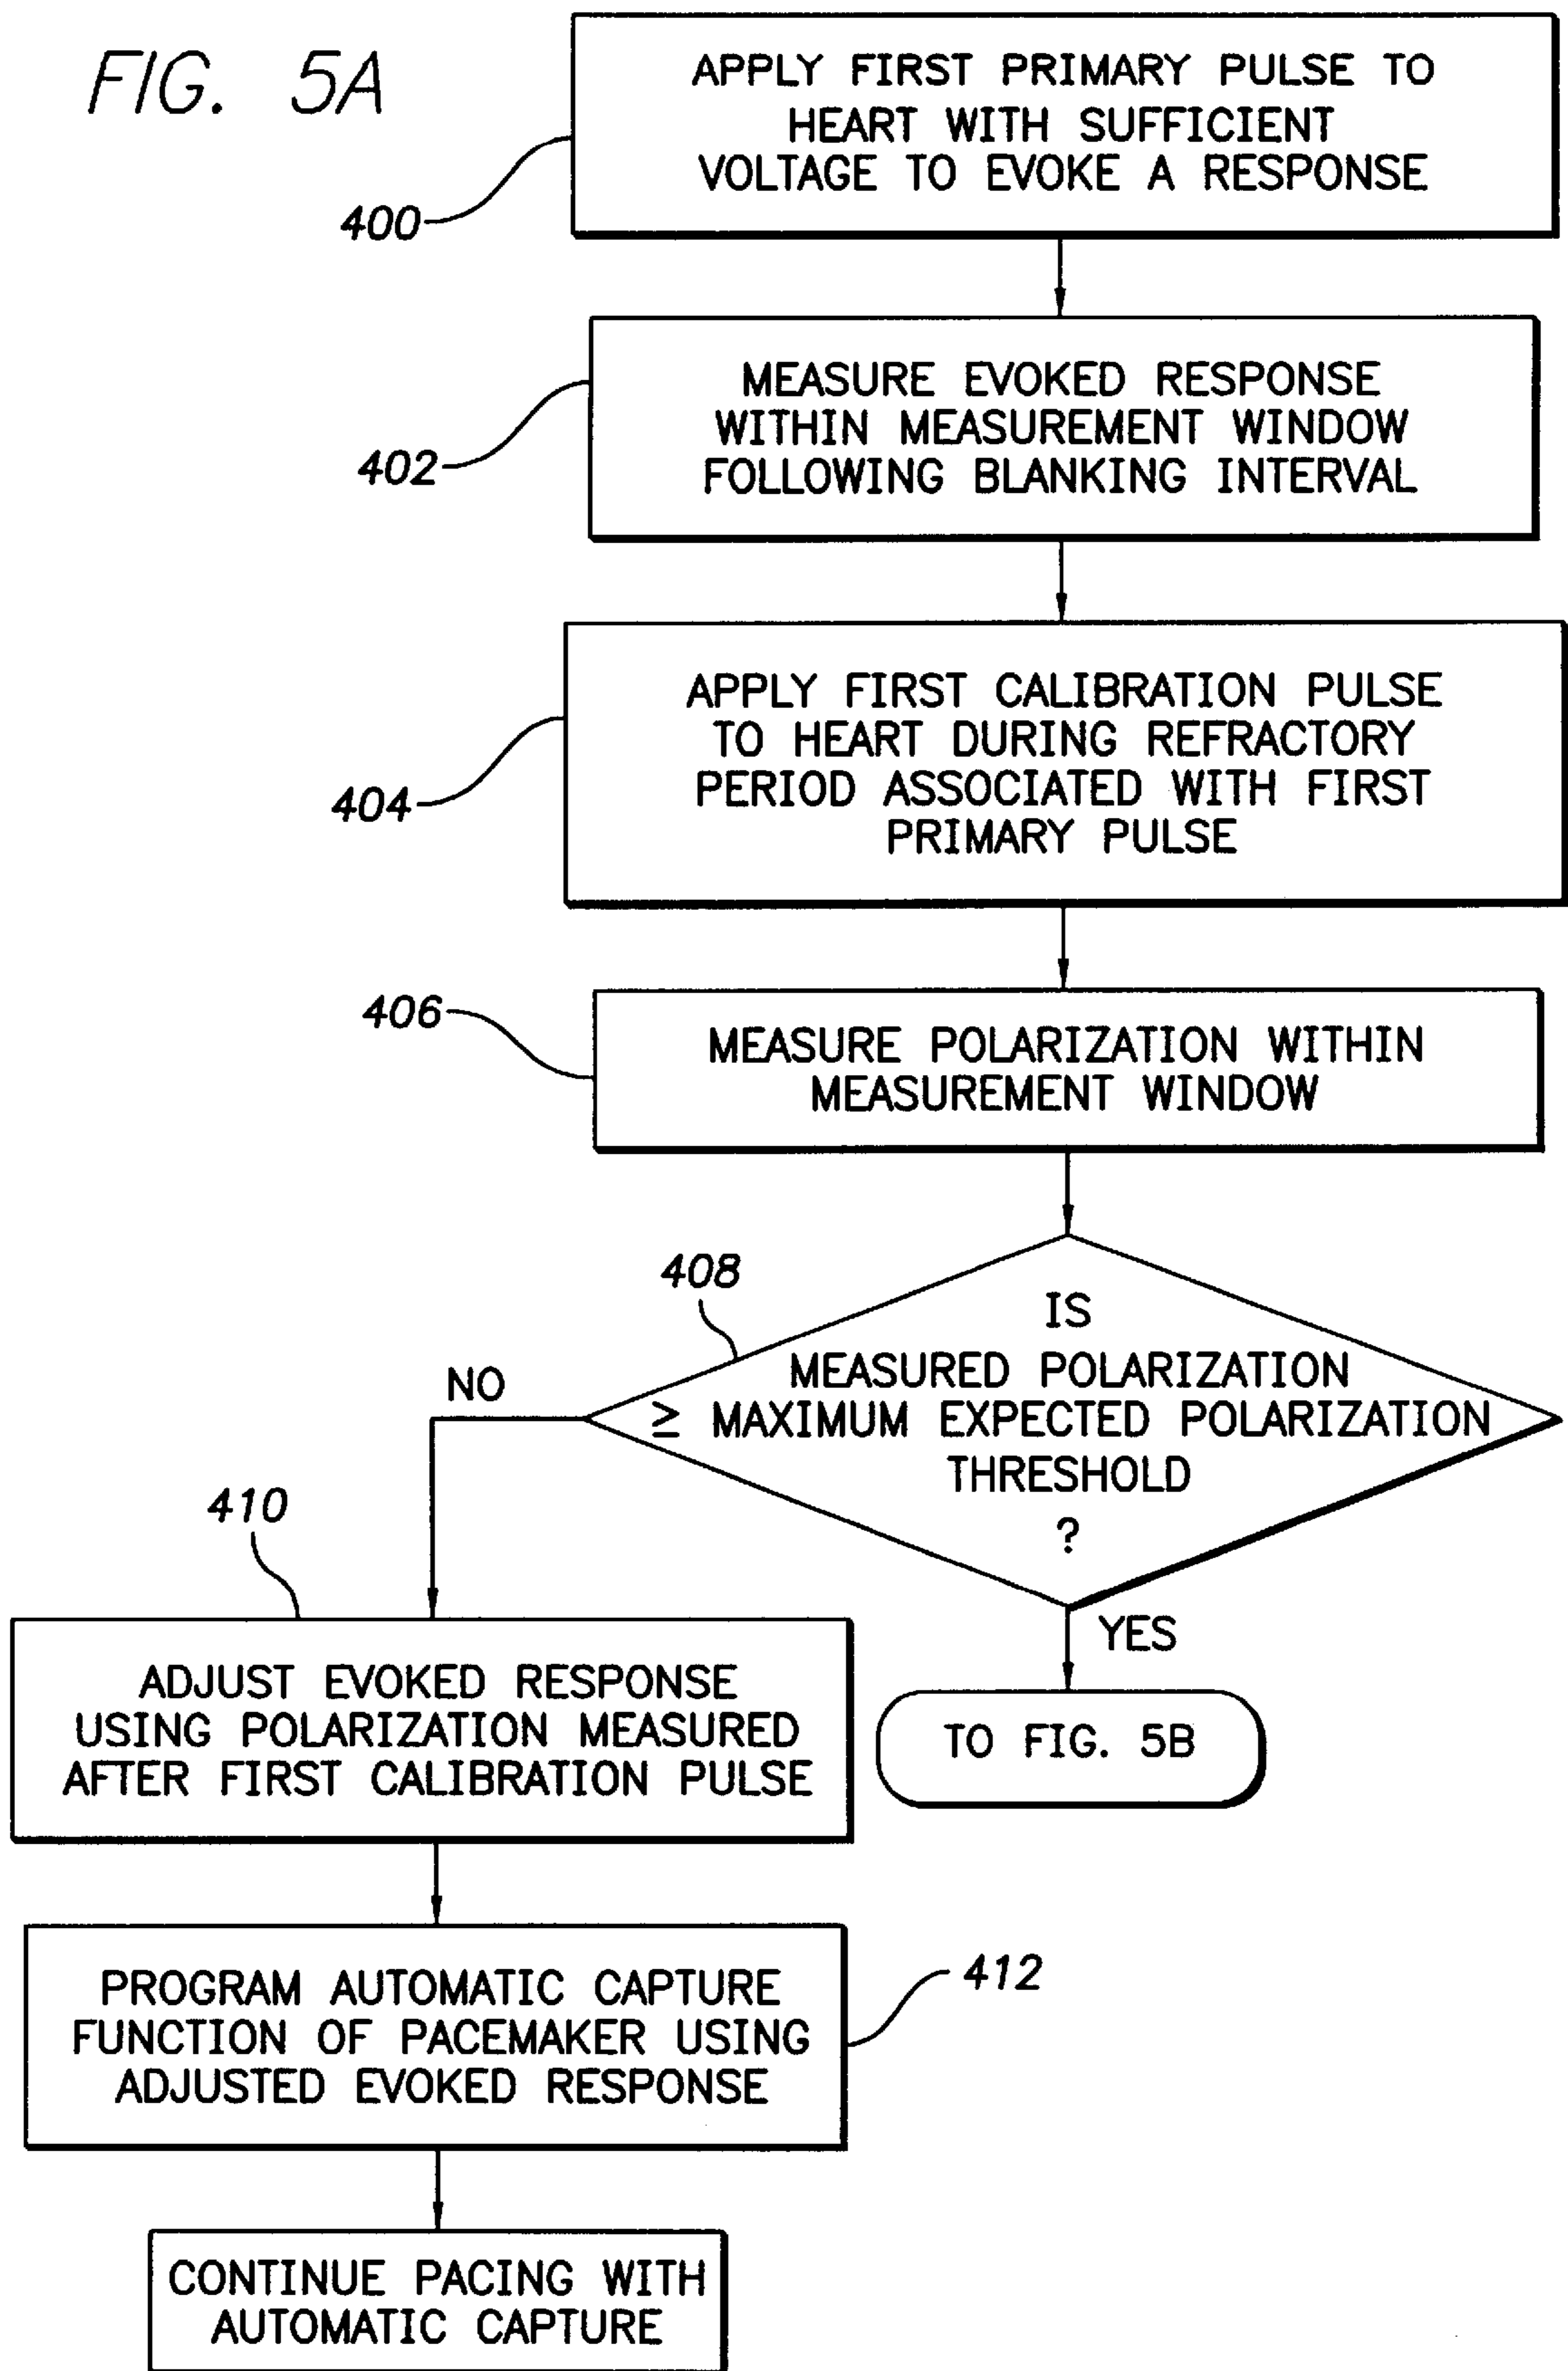 FIG. 5A
APPLY FIRST PRIMARY PULSE TO
HEART WITH SUFFICIENT
VOLTAGE TO EVOKE A RESPONSE
400
MEASURE EVOKED RESPONSE
WITHIN MEASUREMENT WINDOW
FOLLOWING BLANKING INTERVAL
402
APPLY FIRST CALIBRATION PULSE
TO HEART DURING REFRACTORY
PERIOD ASSOCIATED WITH FIRST
PRIMARY PULSE
404
406
MEASURE POLARIZATION WITHIN
MEASUREMENT WINDOW
408
IS
MEASURED POLARIZATION
≥ MAXIMUM EXPECTED POLARIZATION
THRESHOLD
?
NO
YES
TO FIG. 5B
410
ADJUST EVOKED RESPONSE
USING POLARIZATION MEASURED
AFTER FIRST CALIBRATION PULSE
PROGRAM AUTOMATIC CAPTURE
FUNCTION OF PACEMAKER USING
ADJUSTED EVOKED RESPONSE
412
CONTINUE PACING WITH
AUTOMATIC CAPTURE